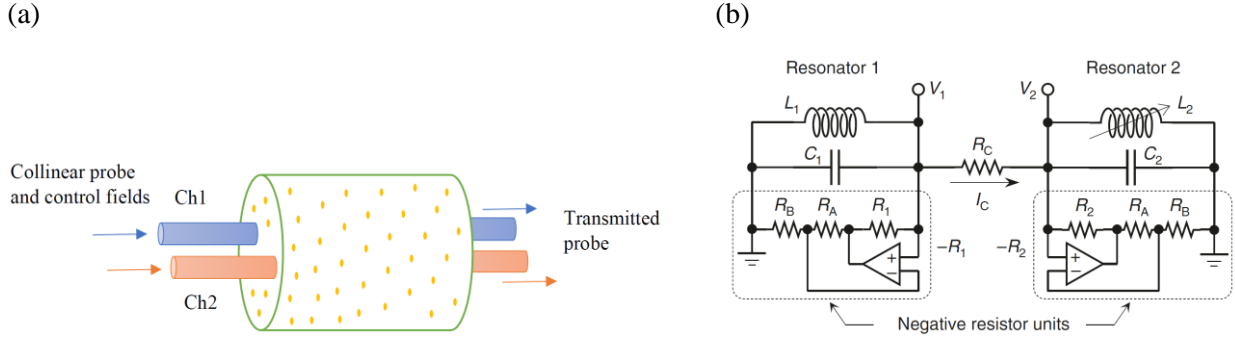 (a)
(b)
Collinear probe
and control fields
Ch1
Ch2
Transmitted
probe
Resonator 1
Resonator 2
V1
V2
L1
L2
C1
RC
C2
IC
RB
RA
R1
R2
RA
RB
−R1
−R2
+
−
+
−
Negative resistor units